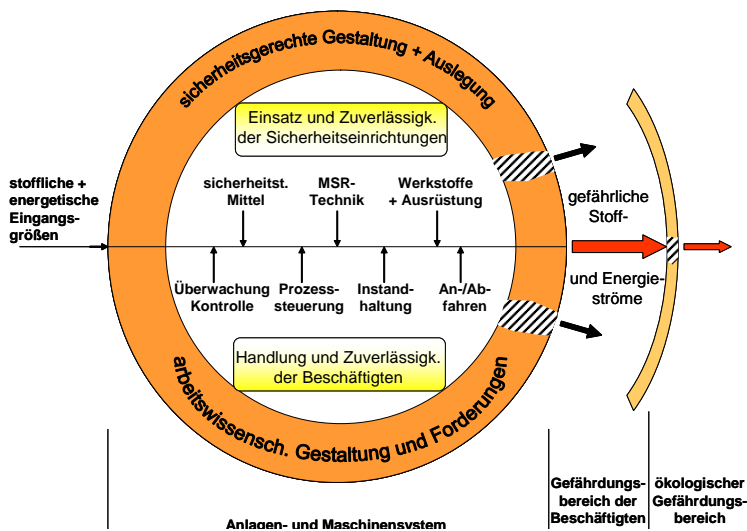 sicherheitsgerechte Gestaltung + Auslegung
Einsatz und Zuverlässigk.
der Sicherheitseinrichtungen
stoffliche +
energetische
Eingangs-
größen
sicherheitst.
Mittel
MSR-
Technik
Werkstoffe
+ Ausrüstung
gefährliche
Stoff-
und Energie-
ströme
Überwachung
Kontrolle
Prozess-
steuerung
Instand-
haltung
An-/Ab-
fahren
Handlung und Zuverlässigk.
der Beschäftigten
arbeitswissensch. Gestaltung und Forderungen
Anlagen- und Maschinensystem
Gefährdungs-
bereich der
Beschäftigten
ökologischer
Gefährdungs-
bereich